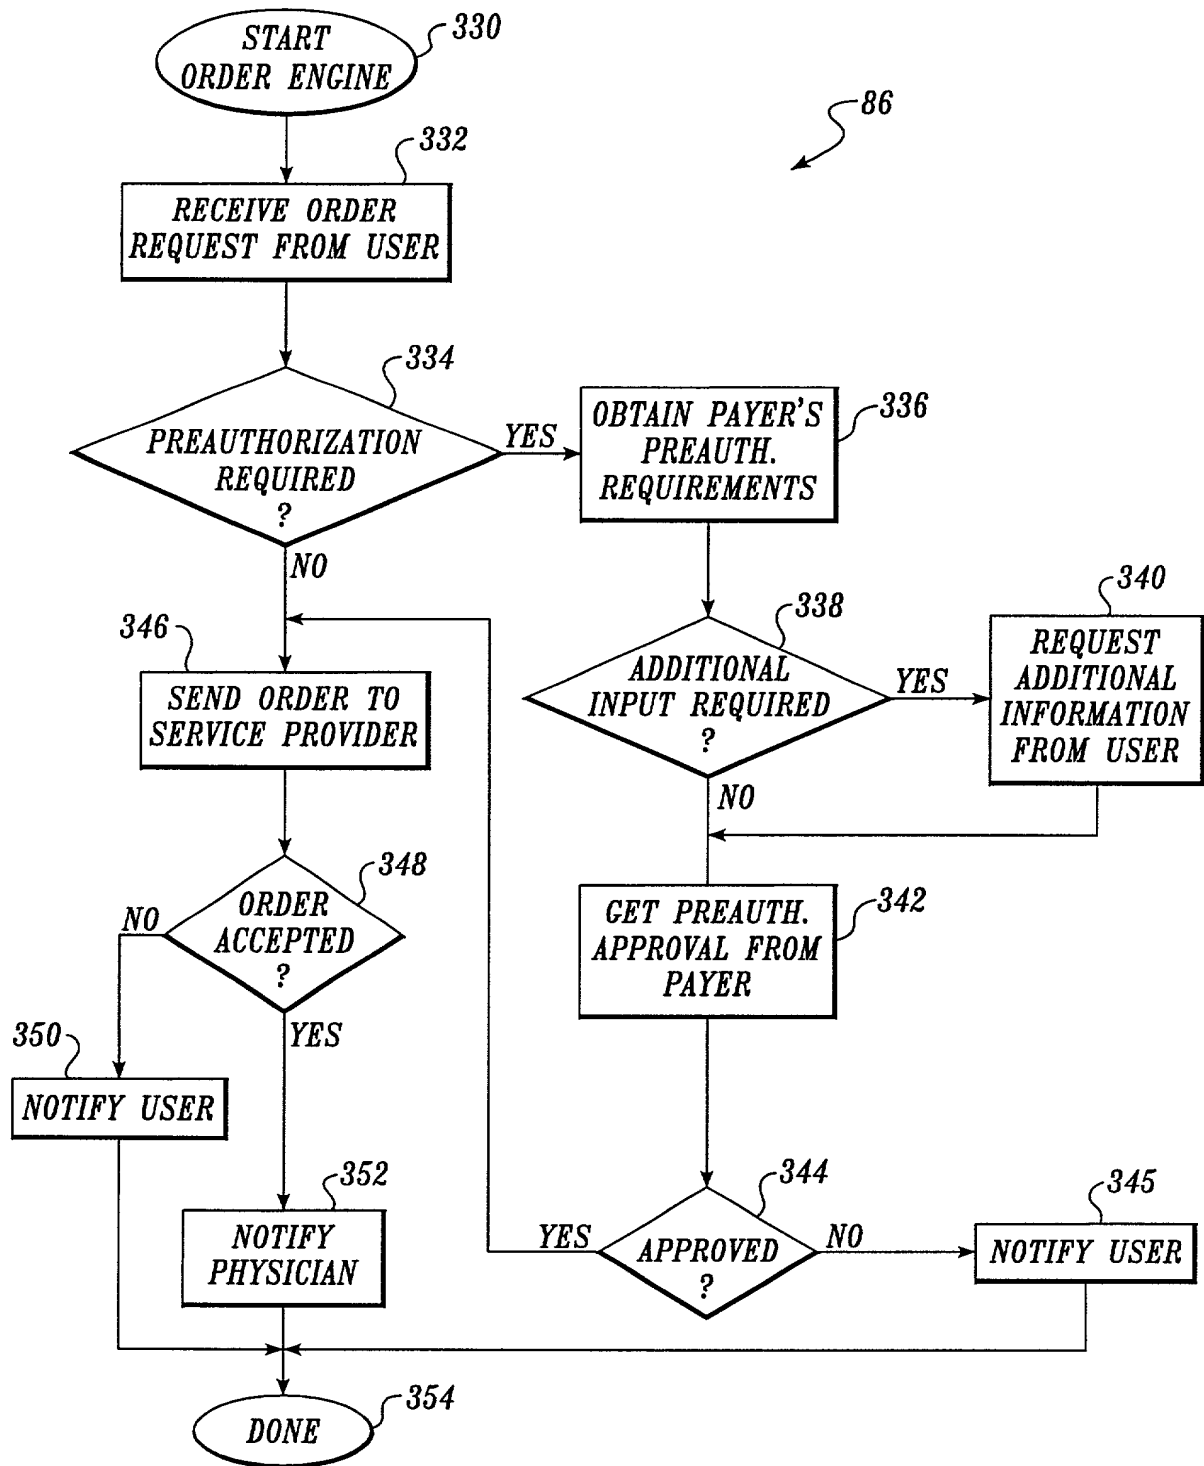 START
ORDER ENGINE
330
86
332
RECEIVE ORDER
REQUEST FROM USER
334
PREAUTHORIZATION
REQUIRED
?
YES
NO
336
OBTAIN PAYER'S
PREAUTH.
REQUIREMENTS
338
ADDITIONAL
INPUT REQUIRED
?
YES
NO
340
REQUEST
ADDITIONAL
INFORMATION
FROM USER
346
SEND ORDER TO
SERVICE PROVIDER
342
GET PREAUTH.
APPROVAL FROM
PAYER
348
ORDER
ACCEPTED
?
NO
YES
350
NOTIFY USER
352
NOTIFY
PHYSICIAN
344
APPROVED
?
YES
NO
345
NOTIFY USER
354
DONE